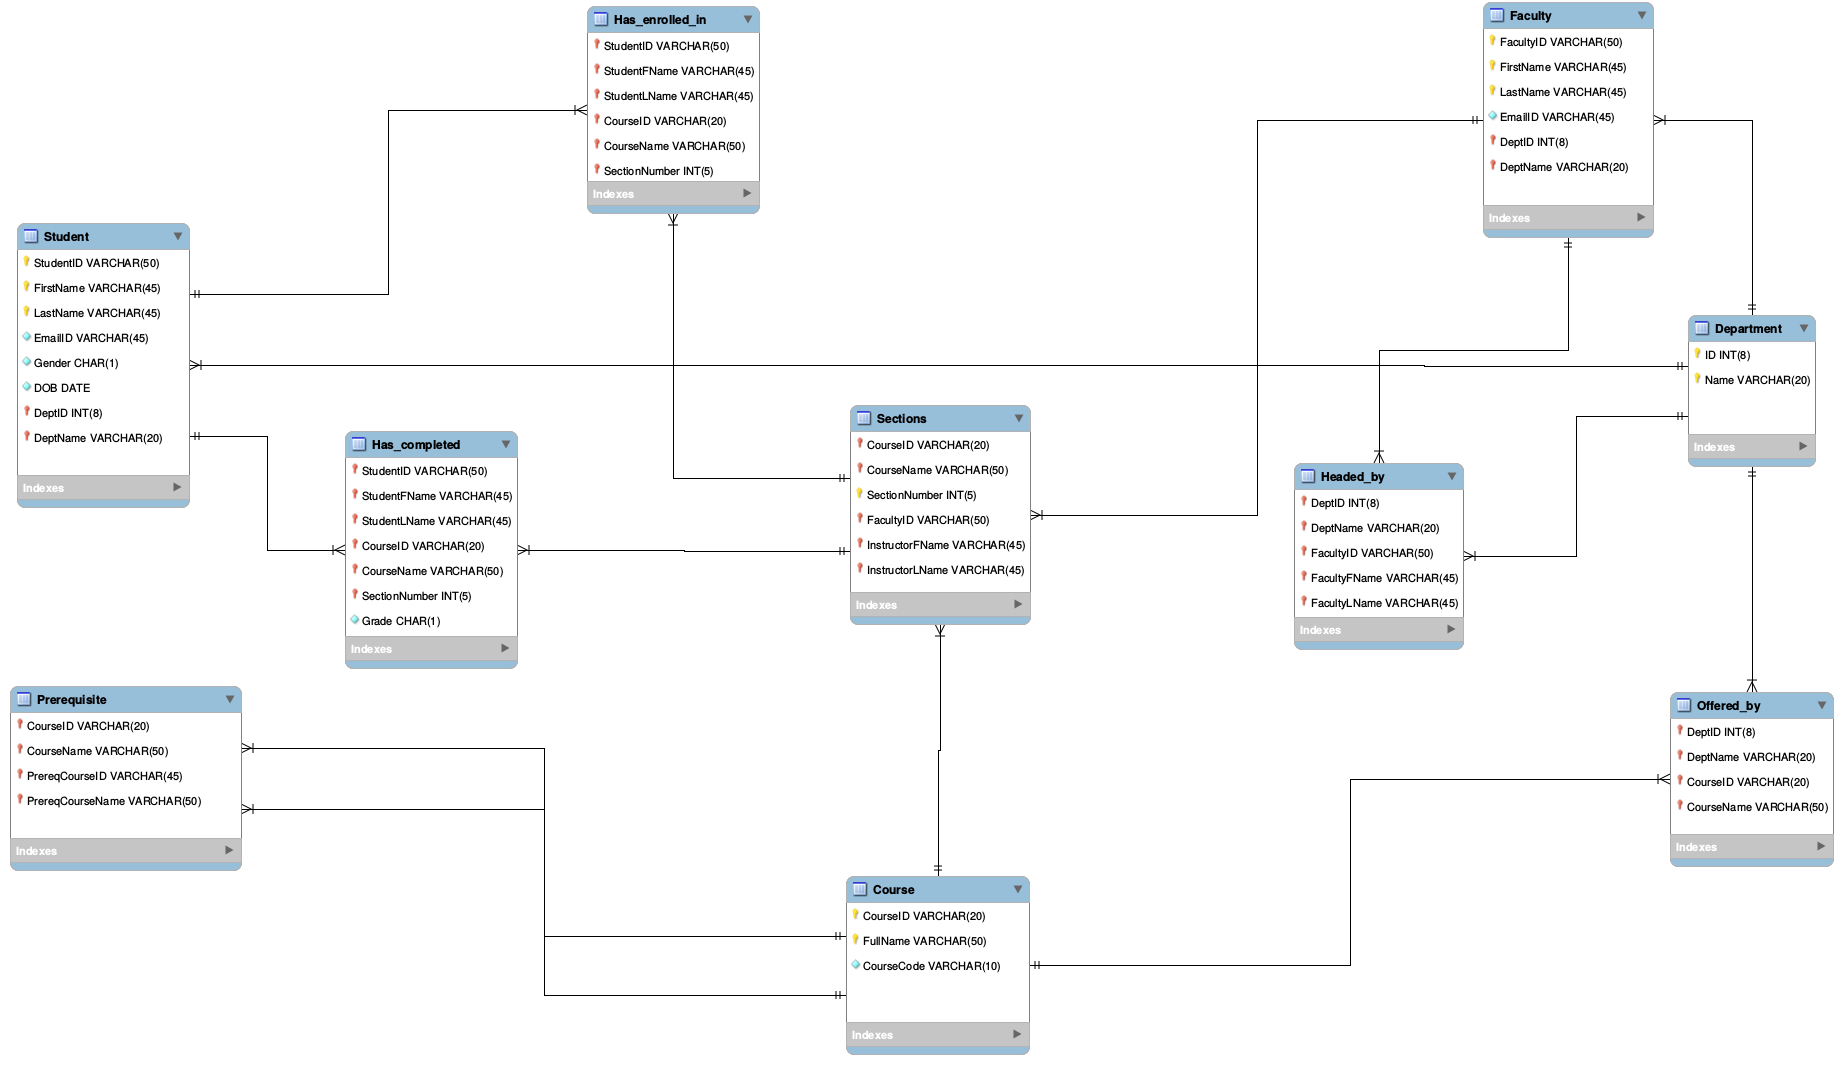 Has_enrolled_in
StudentID VARCHAR(50)
StudentFName VARCHAR(45)
StudentLName VARCHAR(45)
CourseID VARCHAR(20)
CourseName VARCHAR(50)
SectionNumber INT(5)
Indexes
Faculty
FacultyID VARCHAR(50)
FirstName VARCHAR(45)
LastName VARCHAR(45)
EmailID VARCHAR(45)
DeptID INT(8)
DeptName VARCHAR(20)
Indexes
Student
StudentID VARCHAR(50)
FirstName VARCHAR(45)
LastName VARCHAR(45)
EmailID VARCHAR(45)
Gender CHAR(1)
DOB DATE
DeptID INT(8)
DeptName VARCHAR(20)
Indexes
Department
ID INT(8)
Name VARCHAR(20)
Indexes
Has_completed
StudentID VARCHAR(50)
StudentFName VARCHAR(45)
StudentLName VARCHAR(45)
CourseID VARCHAR(20)
CourseName VARCHAR(50)
SectionNumber INT(5)
Grade CHAR(1)
Indexes
Sections
CourseID VARCHAR(20)
CourseName VARCHAR(50)
SectionNumber INT(5)
FacultyID VARCHAR(50)
InstructorFName VARCHAR(45)
InstructorLName VARCHAR(45)
Indexes
Headed_by
DeptID INT(8)
DeptName VARCHAR(20)
FacultyID VARCHAR(50)
FacultyFName VARCHAR(45)
FacultyLName VARCHAR(45)
Indexes
Prerequisite
CourseID VARCHAR(20)
CourseName VARCHAR(50)
PrereqCourseID VARCHAR(45)
PrereqCourseName VARCHAR(50)
Indexes
Offered_by
DeptID INT(8)
DeptName VARCHAR(20)
CourseID VARCHAR(20)
CourseName VARCHAR(50)
Indexes
Course
CourseID VARCHAR(20)
FullName VARCHAR(50)
CourseCode VARCHAR(10)
Indexes